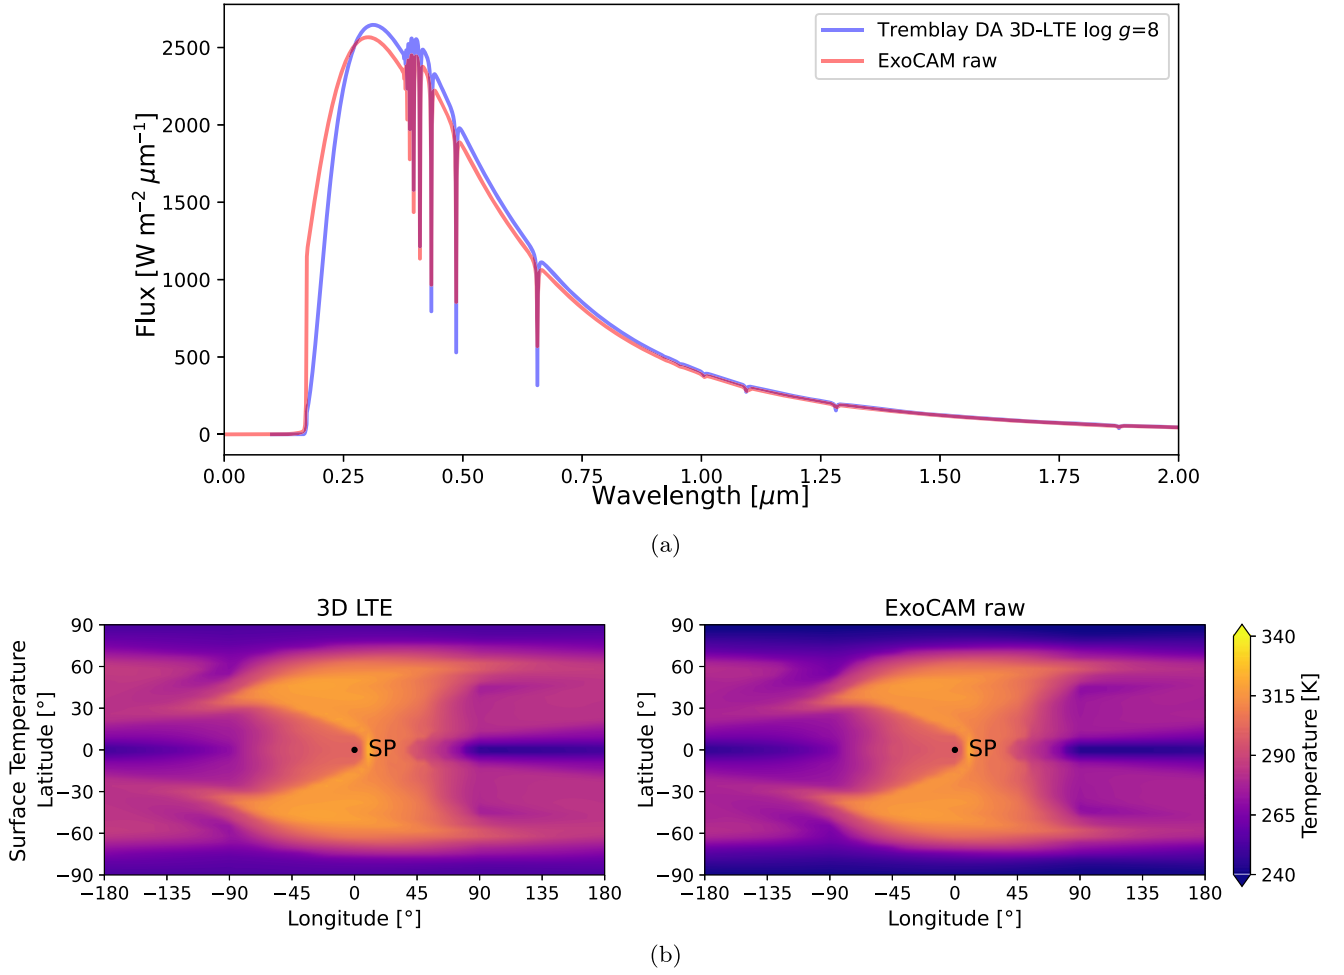 Tremblay DA 3D-LTE log g=8
ExoCAM raw
Flux [W m⁻² μm⁻¹]
2500
2000
1500
1000
500
0
0.00 0.25 0.50 0.75 1.00 1.25 1.50 1.75 2.00
Wavelength [μm]
(a)
3D LTE
ExoCAM raw
Surface Temperature
Latitude [°]
90
60
30
0
−30
−60
−90
SP
−180 −135 −90 −45 0 45 90 135 180
Longitude [°]
Latitude [°]
90
60
30
0
−30
−60
−90
SP
−180 −135 −90 −45 0 45 90 135 180
Longitude [°]
340
315
290
265
240
Temperature [K]
(b)